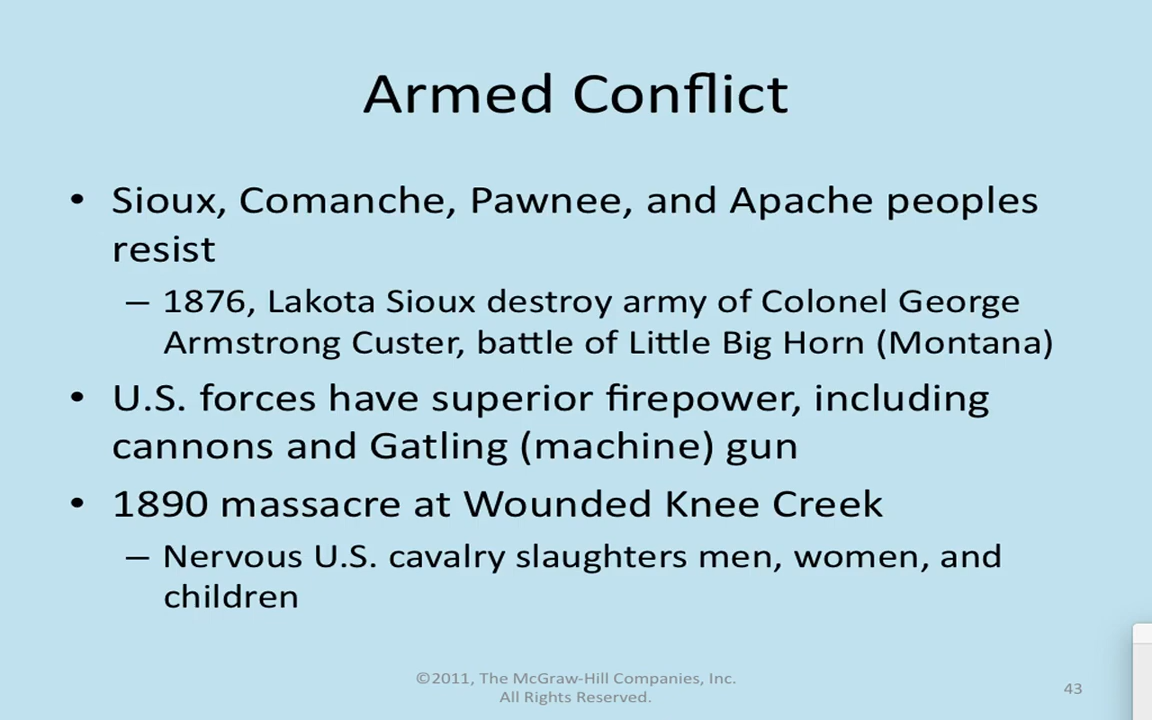 Armed Conflict
• Sioux, Comanche, Pawnee, and Apache peoples
resist
– 1876, Lakota Sioux destroy army of Colonel George
Armstrong Custer, battle of Little Big Horn (Montana)
• U.S. forces have superior firepower, including
cannons and Gatling (machine) gun
• 1890 massacre at Wounded Knee Creek
– Nervous U.S. cavalry slaughters men, women, and
children
©2011, The McGraw-Hill Companies, Inc.
All Rights Reserved.
43